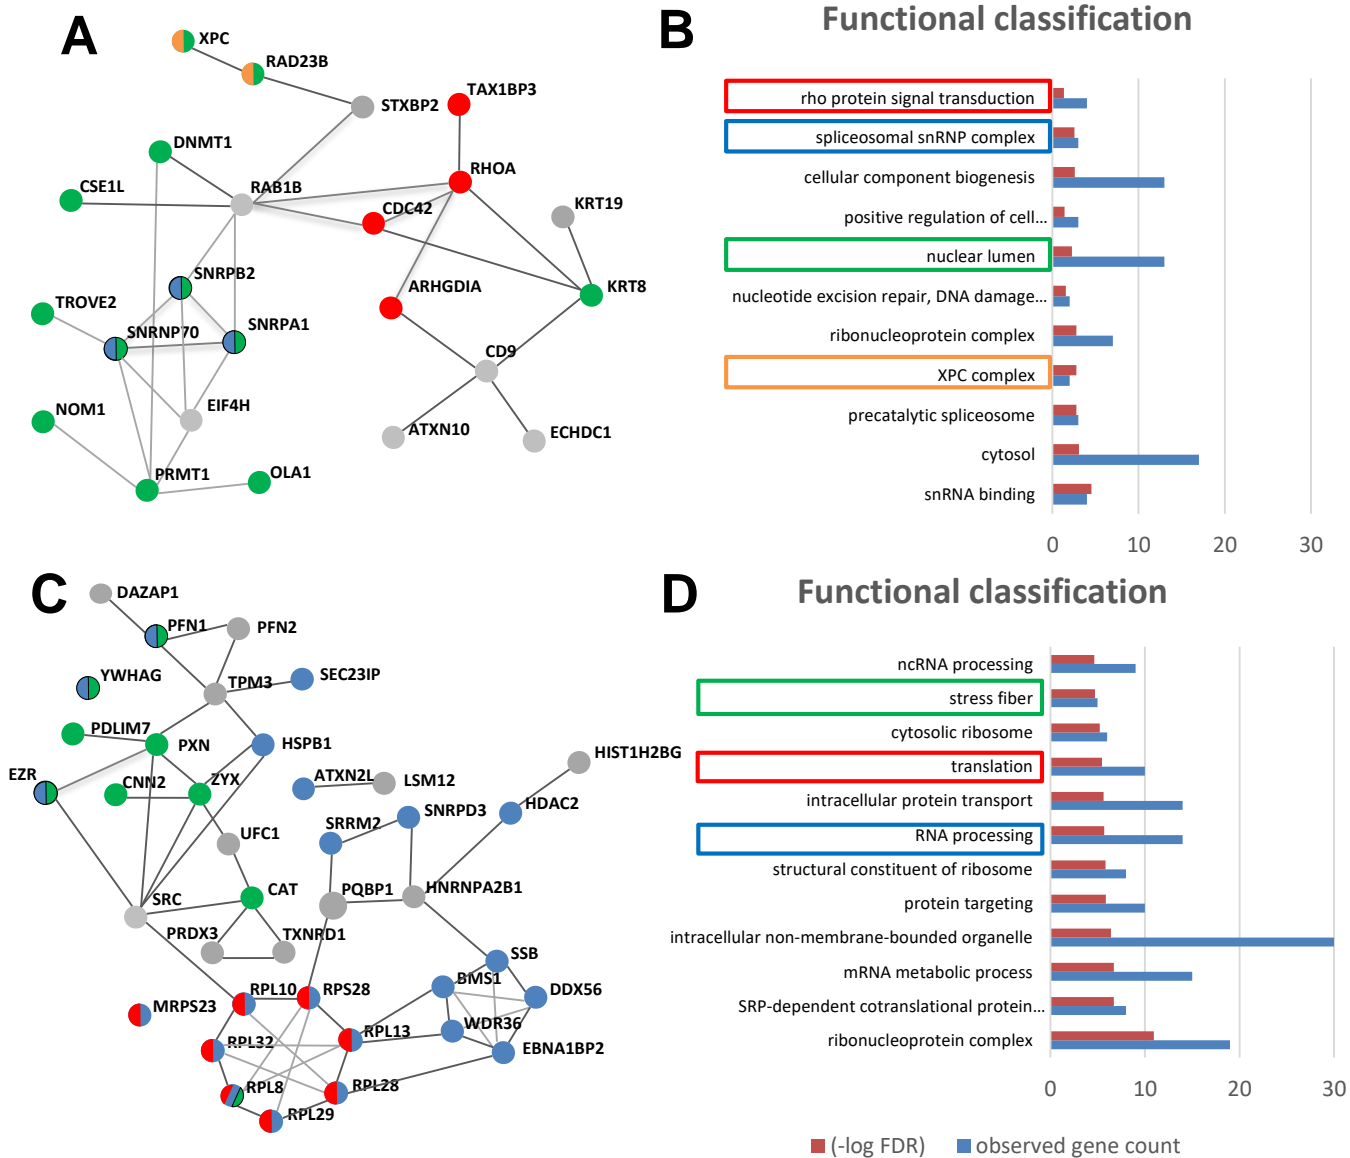 A
XPC
RAD23B
STXBP2
TAX1BP3
DNMT1
RHOA
CSE1L
RAB1B
CDC42
KRT19
SNRPB2
ARHGDIA
KRT8
TROVE2
SNRNP70
SNRPA1
CD9
NOM1
EIF4H
ATXN10
ECHDC1
PRMT1
OLA1
B
Functional classification
rho protein signal transduction
spliceosomal snRNP complex
cellular component biogenesis
positive regulation of cell...
nuclear lumen
nucleotide excision repair, DNA damage...
ribonucleoprotein complex
XPC complex
precatalytic spliceosome
cytosol
snRNA binding
0 10 20 30
C
DAZAP1
PFN1
PFN2
YWHAG
TPM3
SEC23IP
PDLIM7
PXN
HSPB1
EZR
CNN2
ZYX
ATXN2L
LSM12
HIST1H2BG
SNRPD3
HDAC2
UFC1
SRRM2
SRC
CAT
PQBP1
HNRNPA2B1
PRDX3
TXNRD1
SSB
MRPS23
RPL10
RPS28
BMS1
DDX56
RPL32
RPL13
WDR36
EBNA1BP2
RPL8
RPL28
RPL29
D
Functional classification
ncRNA processing
stress fiber
cytosolic ribosome
translation
intracellular protein transport
RNA processing
structural constituent of ribosome
protein targeting
intracellular non-membrane-bounded organelle
mRNA metabolic process
SRP-dependent cotranslational protein...
ribonucleoprotein complex
0 10 20 30
(-log FDR) observed gene count